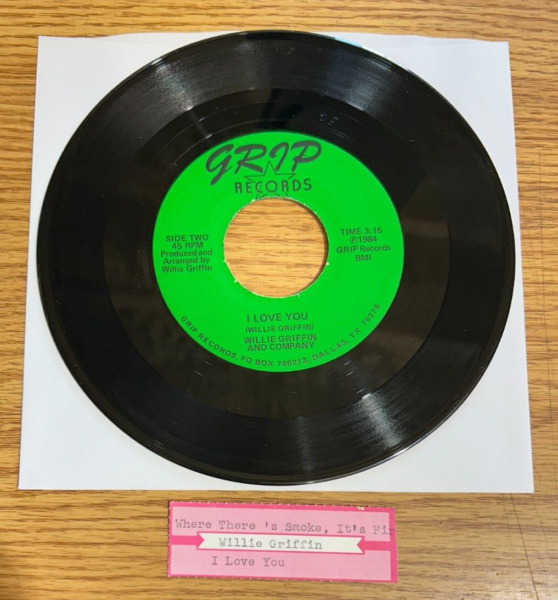 GRIP
RECORDS
SIDE TWO
45 RPM
Produced and
Arranged by
Willie Griffin
TIME 3:15
℗1984
GRIP Records
BMI
I LOVE YOU
(WILLIE GRIFFIN)
WILLIE GRIFFIN
AND COMPANY
GRIP RECORDS, PO BOX 760213, DALLAS, TX 75376
Where There 's Smoke, It's Fir
Willie Griffin
I Love You